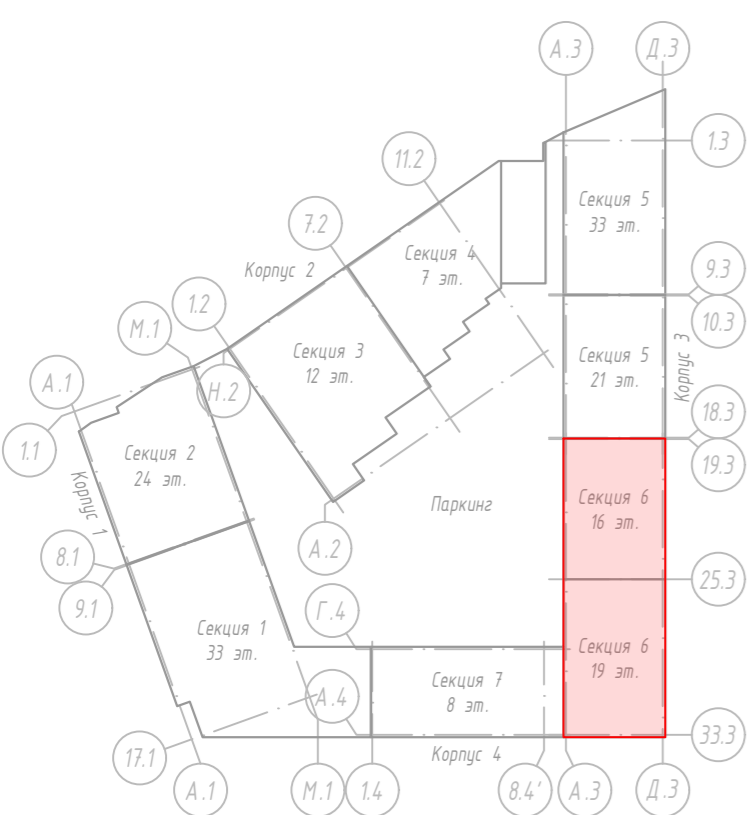 А.3
Д.3
1.3
11.2
Секция 5
33 эт.
7.2
Секция 4
7 эт.
Корпус 2
9.3
1.2
10.3
М.1
Секция 3
12 эт.
Секция 5
21 эт.
Корпус 3
А.1
Н.2
18.3
1.1
Секция 2
24 эт.
19.3
Корпус 1
Паркинг
Секция 6
16 эт.
А.2
8.1
25.3
9.1
Г.4
Секция 1
33 эт.
Секция 6
19 эт.
Секция 7
8 эт.
А.4
33.3
17.1
Корпус 4
А.1
М.1
1.4
8.4'
А.3
Д.3